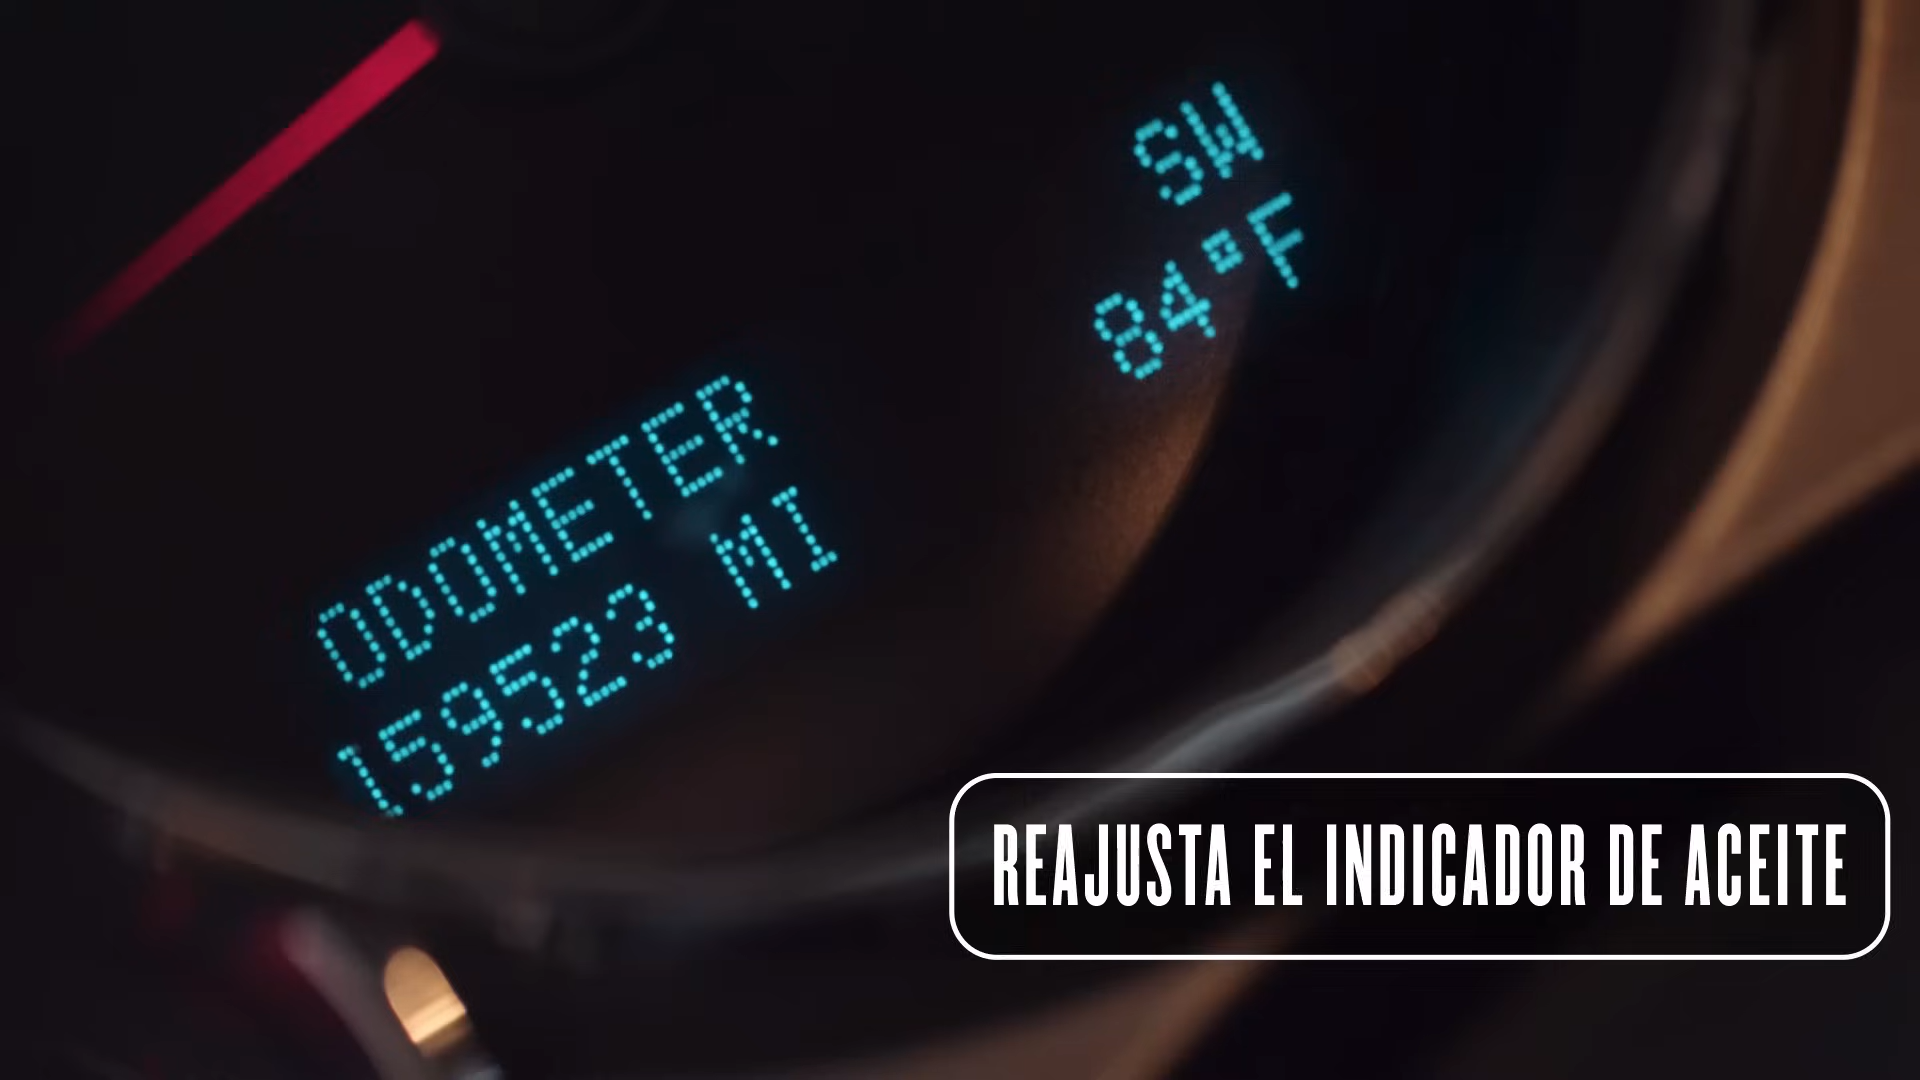 SW
84°F
ODOMETER
159523 MI
REAJUSTA EL INDICADOR DE ACEITE